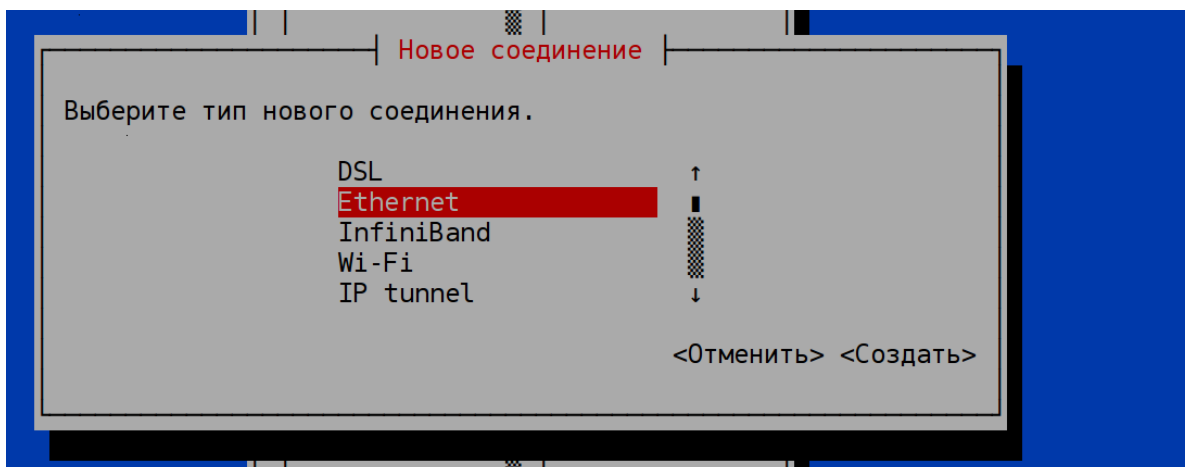 Новое соединение
Выберите тип нового соединения.
DSL
Ethernet
InfiniBand
Wi-Fi
IP tunnel
<Отменить> <Создать>